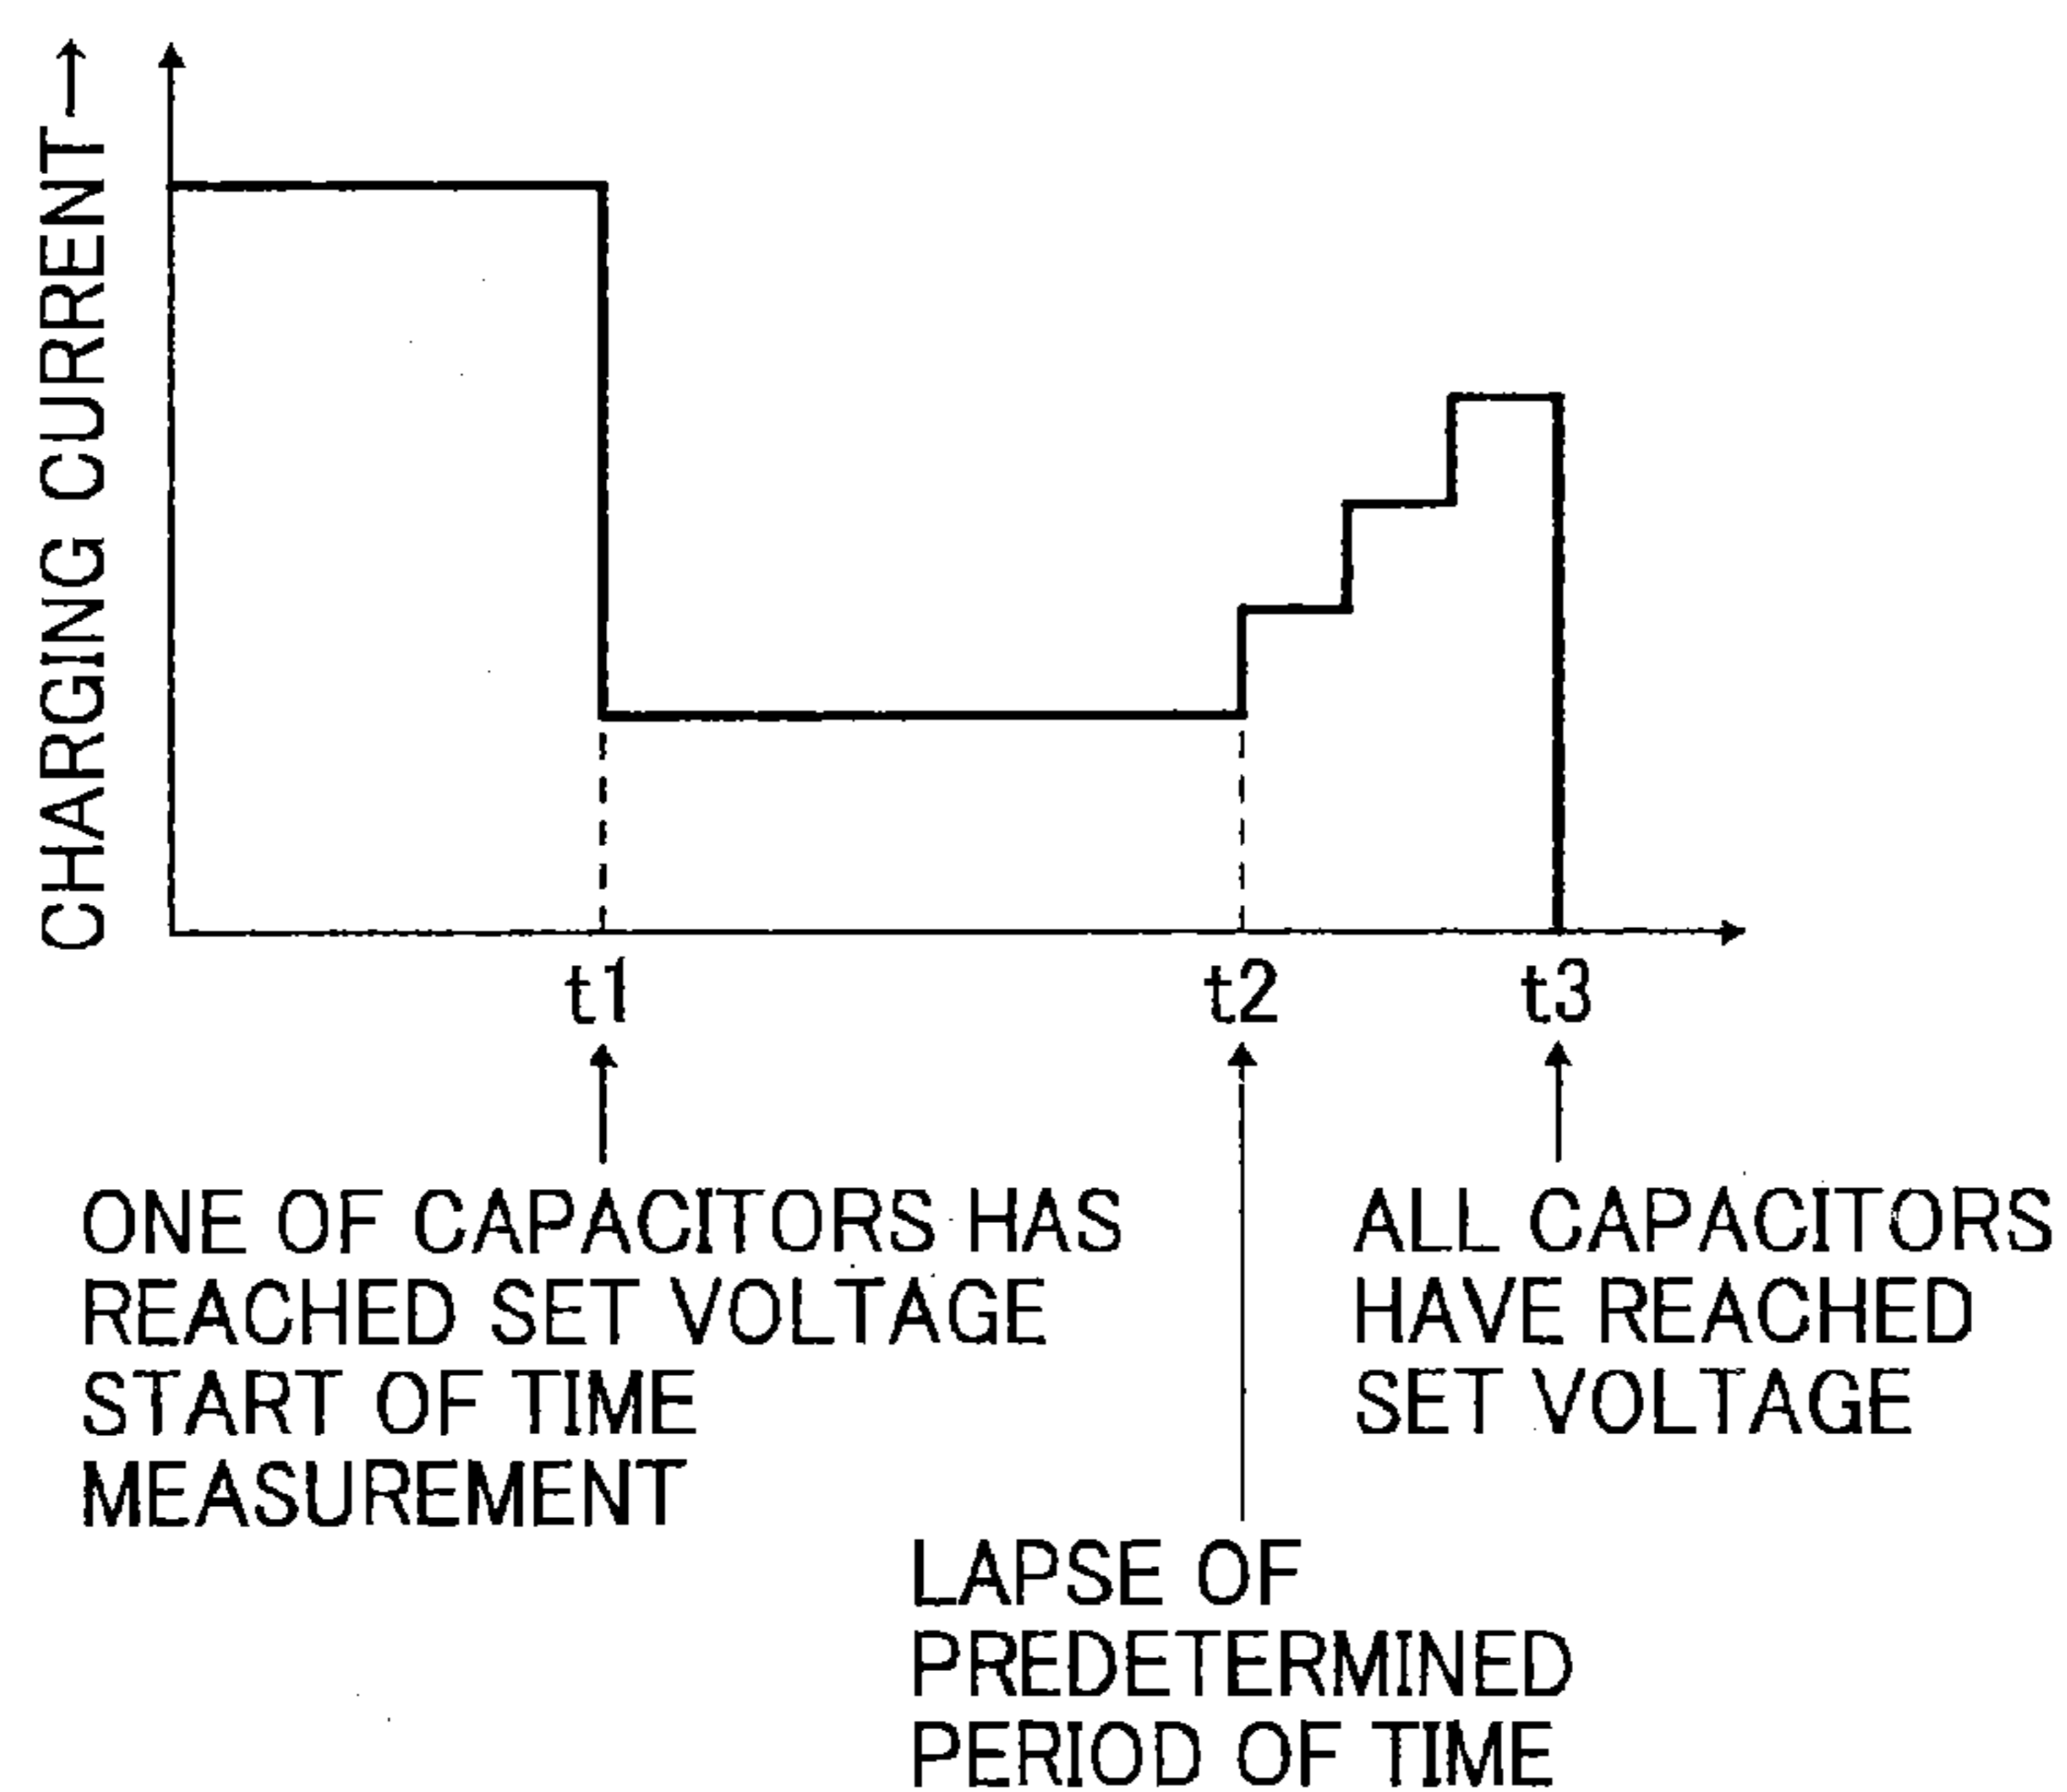 CHARGING CURRENT→
t1
t2
t3
ONE OF CAPACITORS HAS
REACHED SET VOLTAGE
START OF TIME
MEASUREMENT
ALL CAPACITORS
HAVE REACHED
SET VOLTAGE
LAPSE OF
PREDETERMINED
PERIOD OF TIME